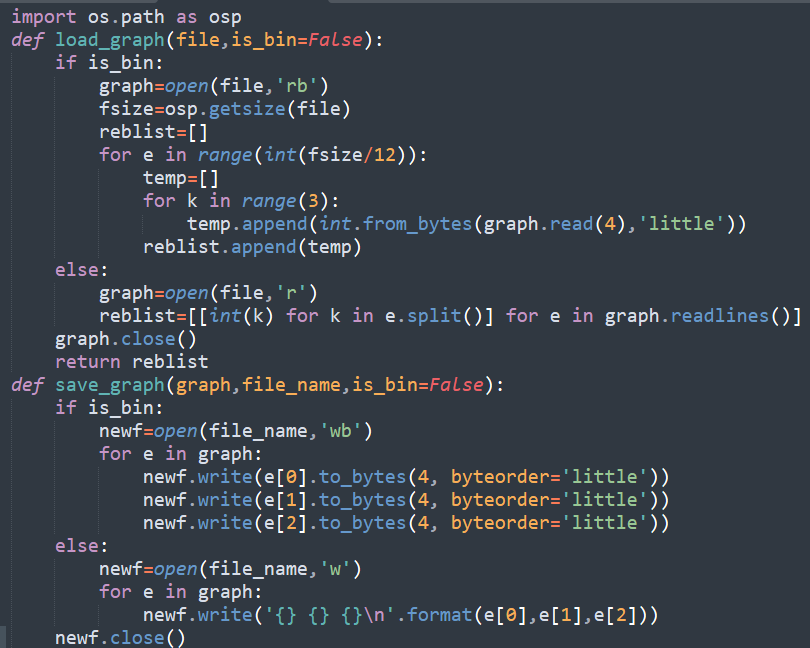 import os.path as osp
def load_graph(file,is_bin=False):
    if is_bin:
        graph=open(file,'rb')
        fsize=osp.getsize(file)
        reblist=[]
        for e in range(int(fsize/12)):
            temp=[]
            for k in range(3):
                temp.append(int.from_bytes(graph.read(4),'little'))
            reblist.append(temp)
    else:
        graph=open(file,'r')
        reblist=[[int(k) for k in e.split()] for e in graph.readlines()]
    graph.close()
    return reblist
def save_graph(graph,file_name,is_bin=False):
    if is_bin:
        newf=open(file_name,'wb')
        for e in graph:
            newf.write(e[0].to_bytes(4, byteorder='little'))
            newf.write(e[1].to_bytes(4, byteorder='little'))
            newf.write(e[2].to_bytes(4, byteorder='little'))
    else:
        newf=open(file_name,'w')
        for e in graph:
            newf.write('{} {} {}\n'.format(e[0],e[1],e[2]))
    newf.close()